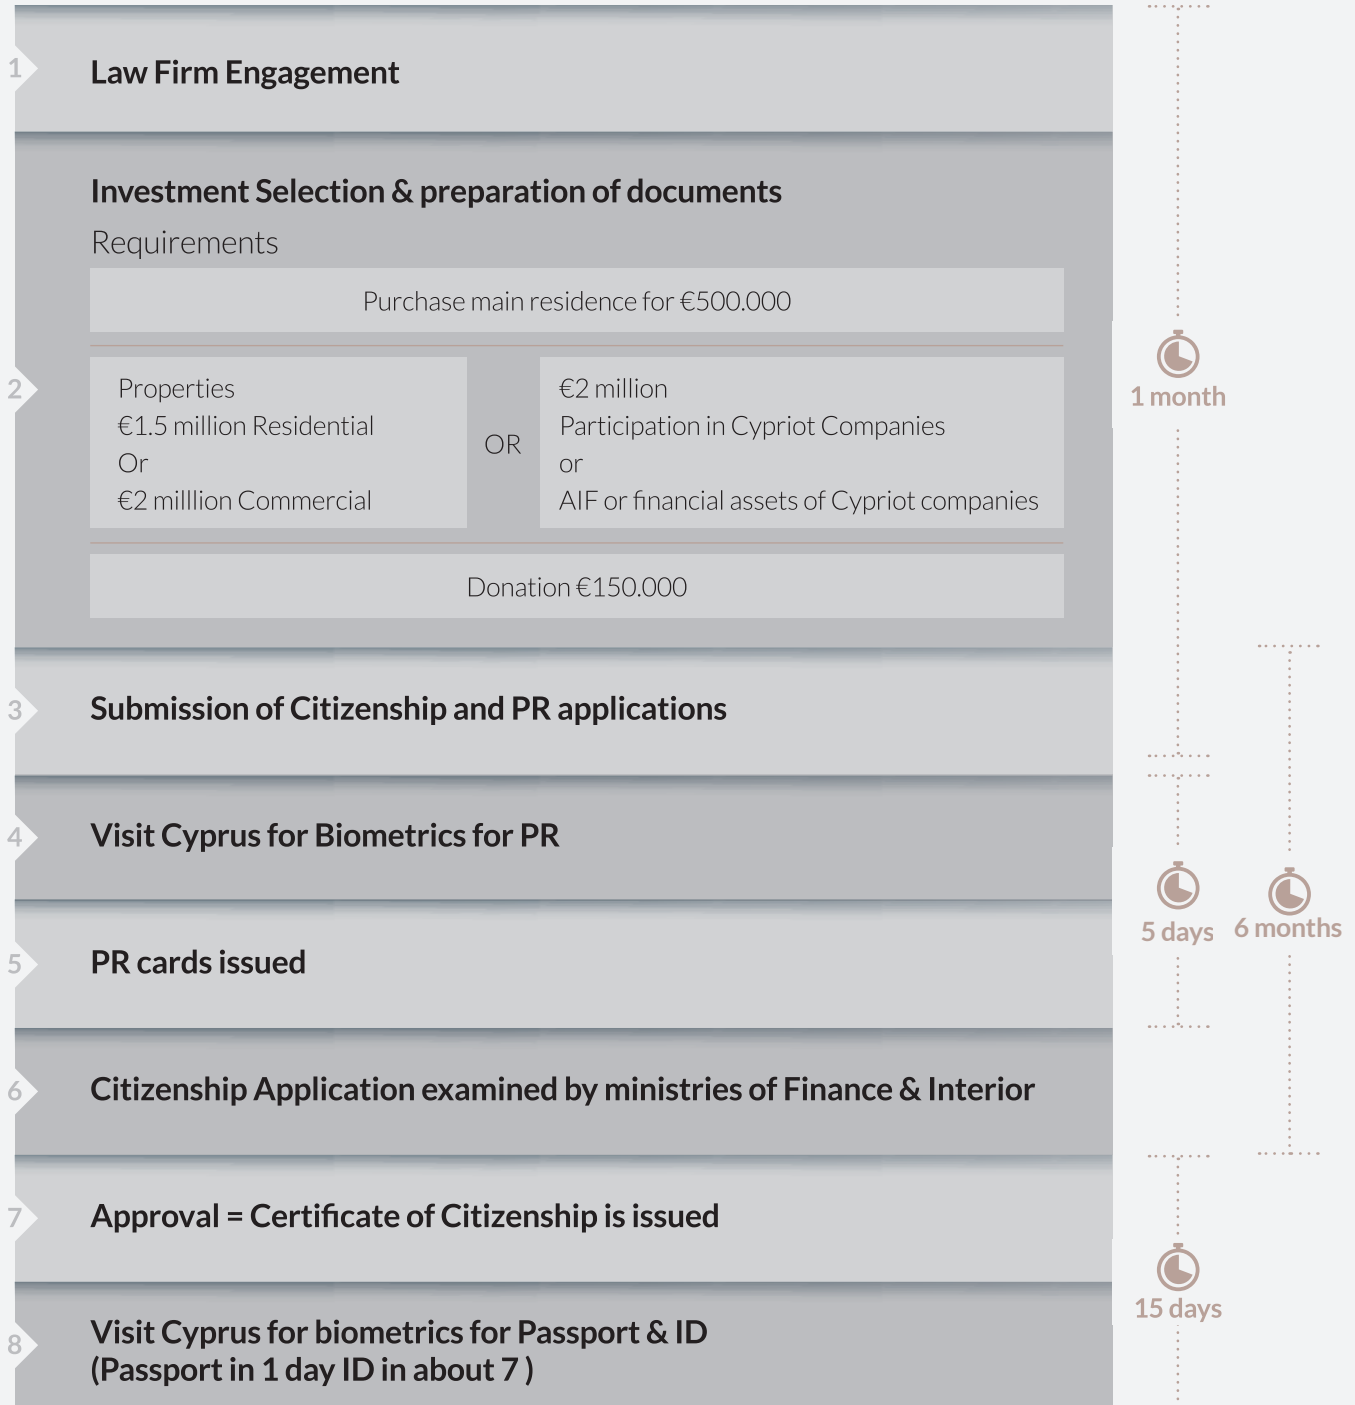 1
Law Firm Engagement
2
Investment Selection & preparation of documents
Requirements
Purchase main residence for €500.000
Properties
€1.5 million Residential
Or
€2 milllion Commercial
OR
€2 million
Participation in Cypriot Companies
or
AIF or financial assets of Cypriot companies
Donation €150.000
1 month
3
Submission of Citizenship and PR applications
4
Visit Cyprus for Biometrics for PR
5
PR cards issued
5 days
6 months
6
Citizenship Application examined by ministries of Finance & Interior
7
Approval = Certificate of Citizenship is issued
15 days
8
Visit Cyprus for biometrics for Passport & ID
(Passport in 1 day ID in about 7 )